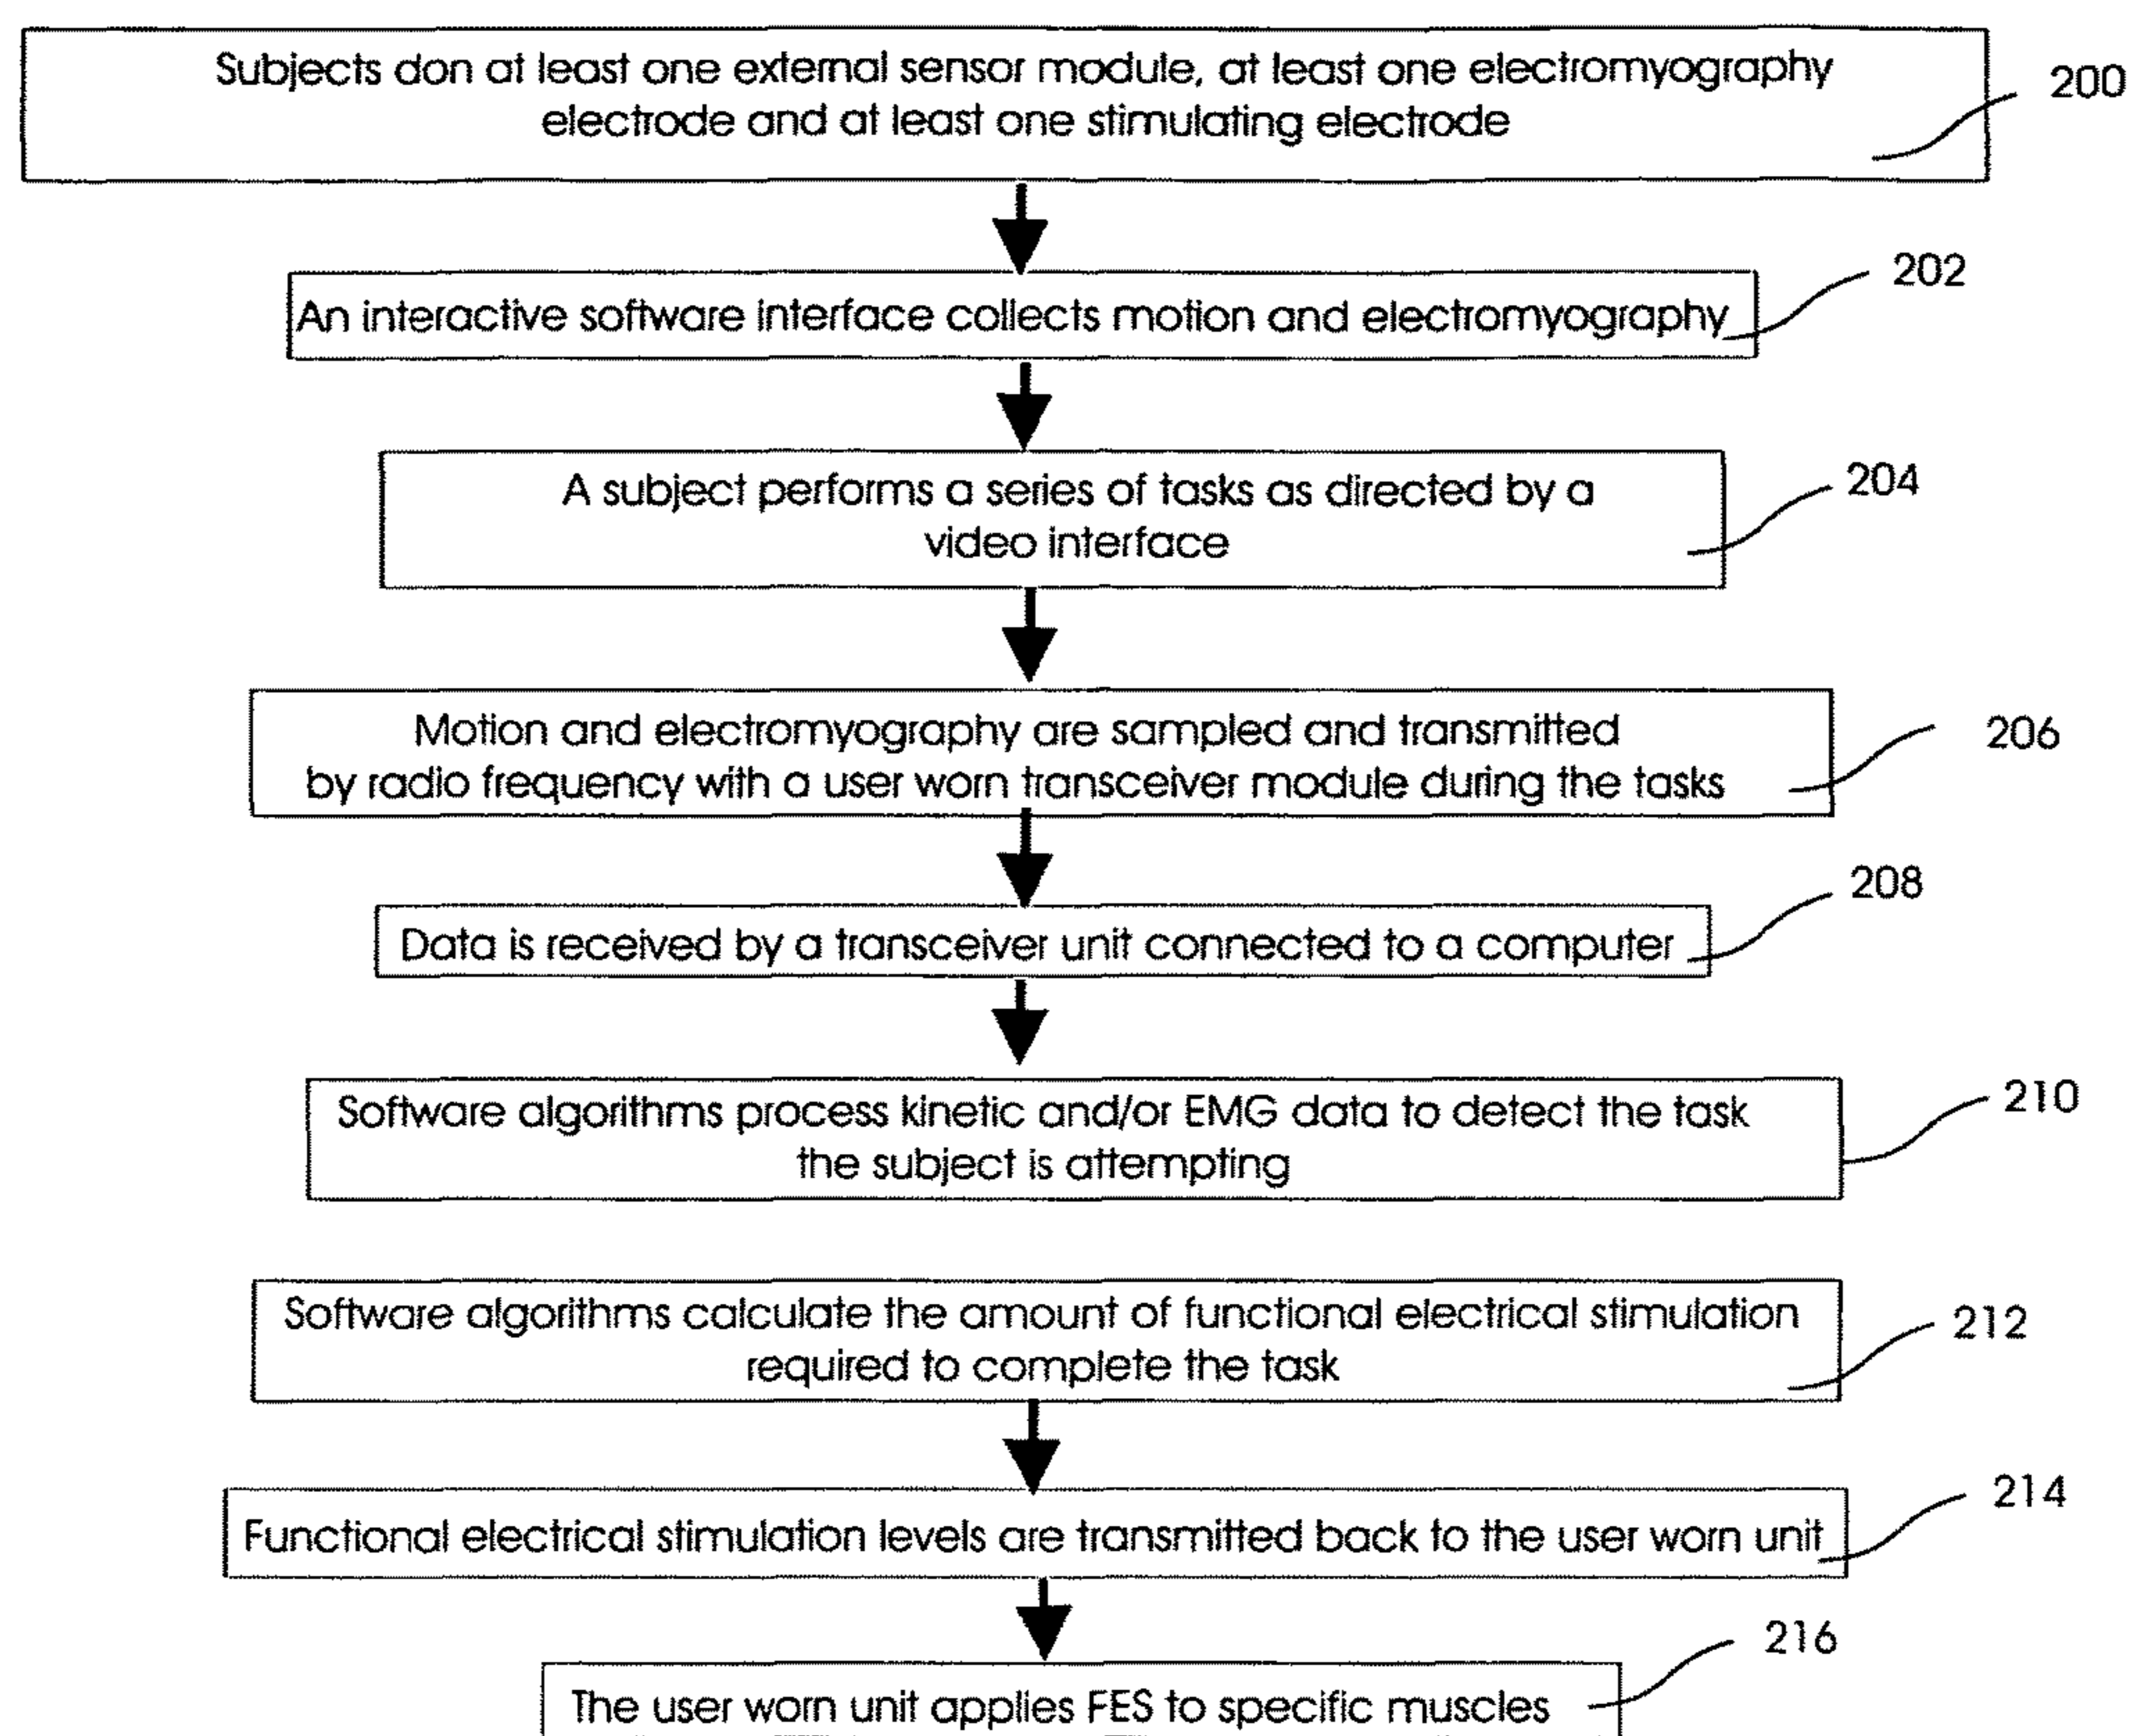 Subjects don at least one external sensor module, at least one electromyography
electrode and at least one stimulating electrode
200
202
An interactive software interface collects motion and electromyography
204
A subject performs a series of tasks as directed by a
video interface
206
Motion and electromyography are sampled and transmitted
by radio frequency with a user worn transceiver module during the tasks
208
Data is received by a transceiver unit connected to a computer
210
Software algorithms process kinetic and/or EMG data to detect the task
the subject is attempting
212
Software algorithms calculate the amount of functional electrical stimulation
required to complete the task
214
Functional electrical stimulation levels are transmitted back to the user worn unit
216
The user worn unit applies FES to specific muscles